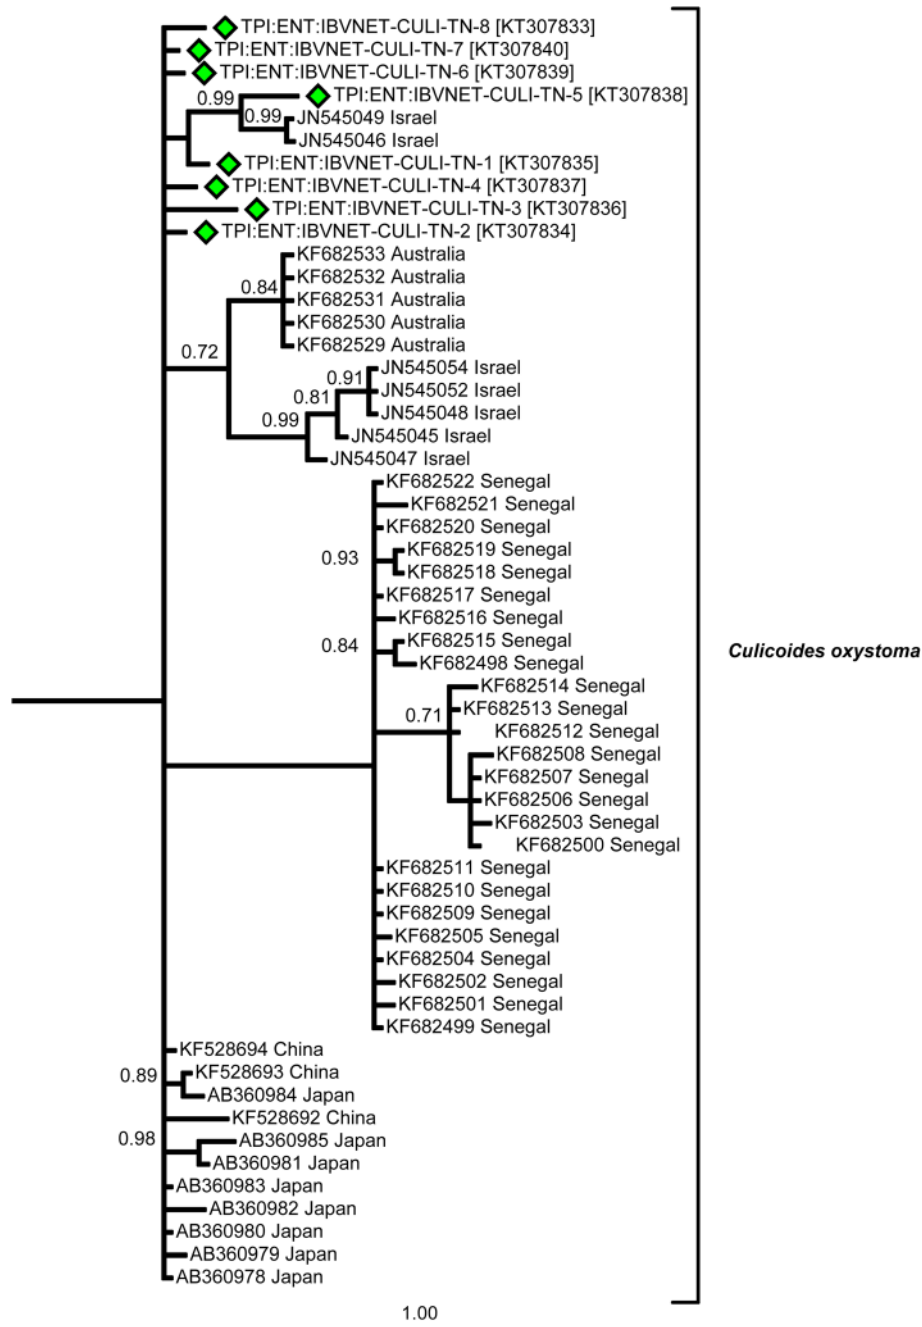 TPI:ENT:IBVNET-CULI-TN-8 [KT307833]
TPI:ENT:IBVNET-CULI-TN-7 [KT307840]
TPI:ENT:IBVNET-CULI-TN-6 [KT307839]
0.99
TPI:ENT:IBVNET-CULI-TN-5 [KT307838]
0.99
JN545049 Israel
JN545046 Israel
TPI:ENT:IBVNET-CULI-TN-1 [KT307835]
TPI:ENT:IBVNET-CULI-TN-4 [KT307837]
TPI:ENT:IBVNET-CULI-TN-3 [KT307836]
TPI:ENT:IBVNET-CULI-TN-2 [KT307834]
KF682533 Australia
KF682532 Australia
0.84
KF682531 Australia
KF682530 Australia
KF682529 Australia
0.72
JN545054 Israel
0.91
JN545052 Israel
0.81
JN545048 Israel
0.99
JN545045 Israel
JN545047 Israel
KF682522 Senegal
KF682521 Senegal
KF682520 Senegal
0.93
KF682519 Senegal
KF682518 Senegal
KF682517 Senegal
KF682516 Senegal
0.84
KF682515 Senegal
KF682498 Senegal
Culicoides oxystoma
KF682514 Senegal
0.71
KF682513 Senegal
KF682512 Senegal
KF682508 Senegal
KF682507 Senegal
KF682506 Senegal
KF682503 Senegal
KF682500 Senegal
KF682511 Senegal
KF682510 Senegal
KF682509 Senegal
KF682505 Senegal
KF682504 Senegal
KF682502 Senegal
KF682501 Senegal
KF682499 Senegal
KF528694 China
0.89
KF528693 China
AB360984 Japan
KF528692 China
0.98
AB360985 Japan
AB360981 Japan
AB360983 Japan
AB360982 Japan
AB360980 Japan
AB360979 Japan
AB360978 Japan
1.00